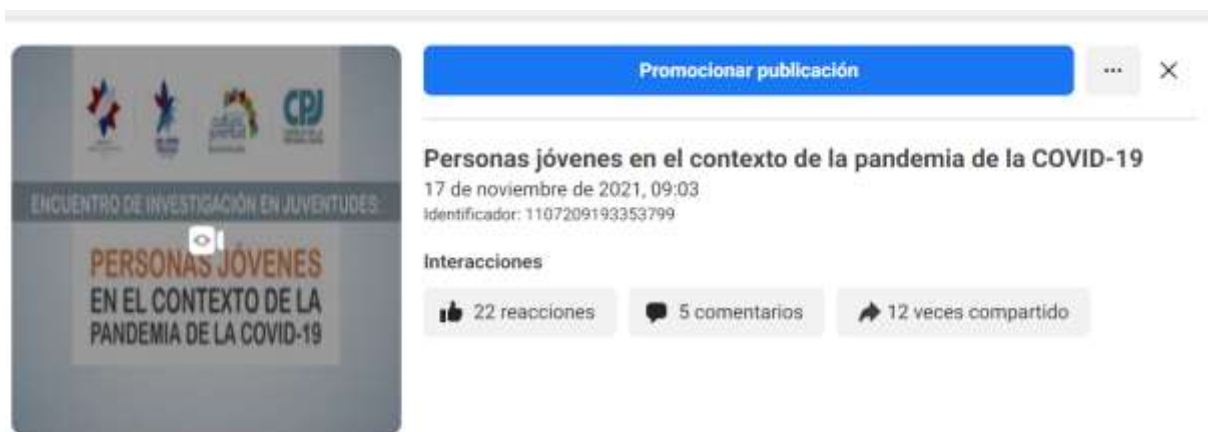 CPJ
ENCUENTRO DE INVESTIGACIÓN EN JUVENTUDES:
PERSONAS JÓVENES
EN EL CONTEXTO DE LA
PANDEMIA DE LA COVID-19
Promocionar publicación
Personas jóvenes en el contexto de la pandemia de la COVID-19
17 de noviembre de 2021, 09:03
Identificador: 1107209193353799
Interacciones
22 reacciones
5 comentarios
12 veces compartido